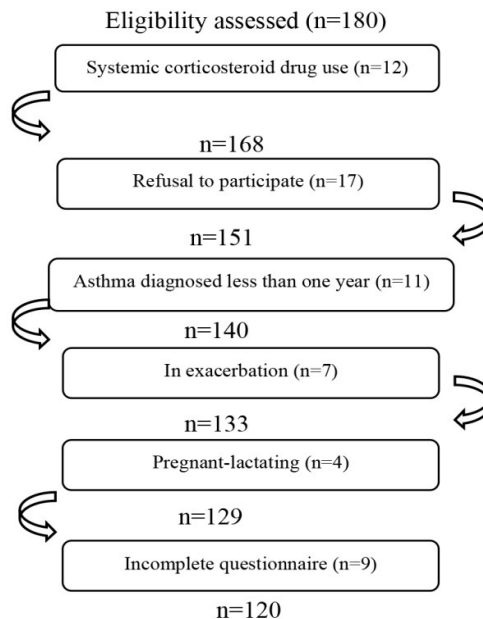 Eligibility assessed (n=180)
Systemic corticosteroid drug use (n=12)
n=168
Refusal to participate (n=17)
n=151
Asthma diagnosed less than one year (n=11)
n=140
In exacerbation (n=7)
n=133
Pregnant-lactating (n=4)
n=129
Incomplete questionnaire (n=9)
n=120